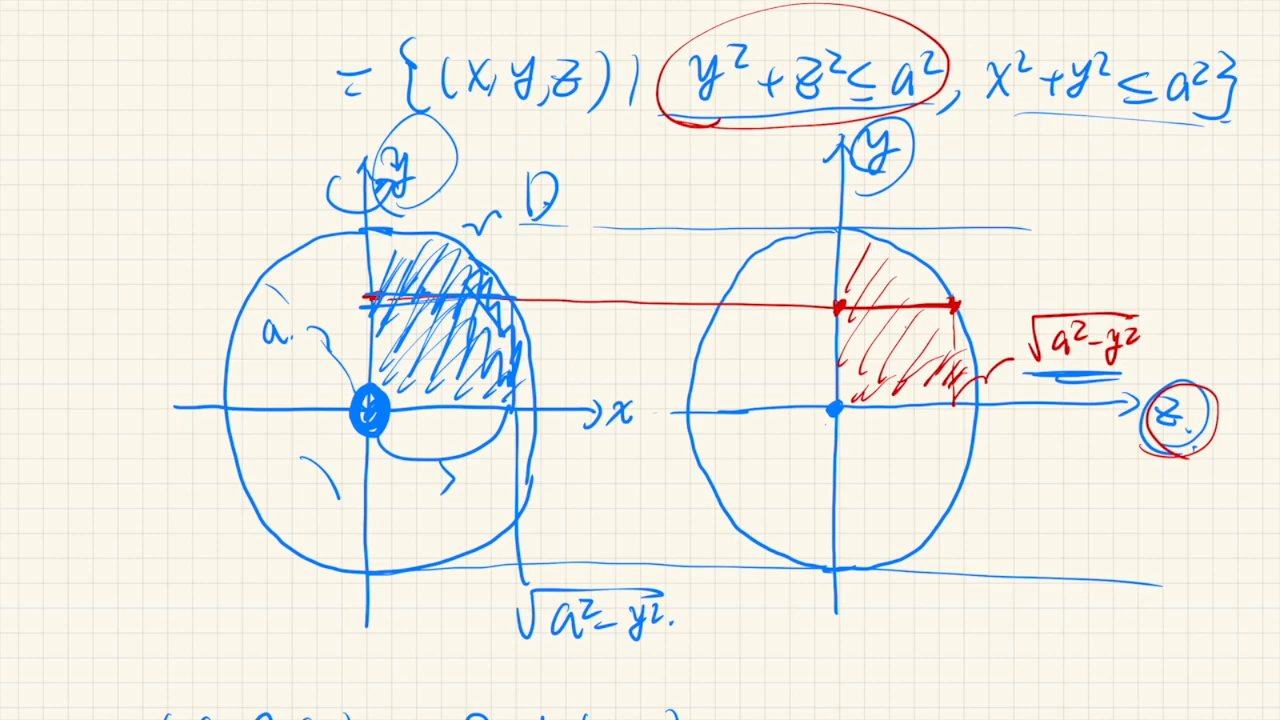 = {(x, y, z) | y² + z² ≤ a², x² + y² ≤ a²}
y
D
y
a.
√a² - y²
x
z
√a² - y².